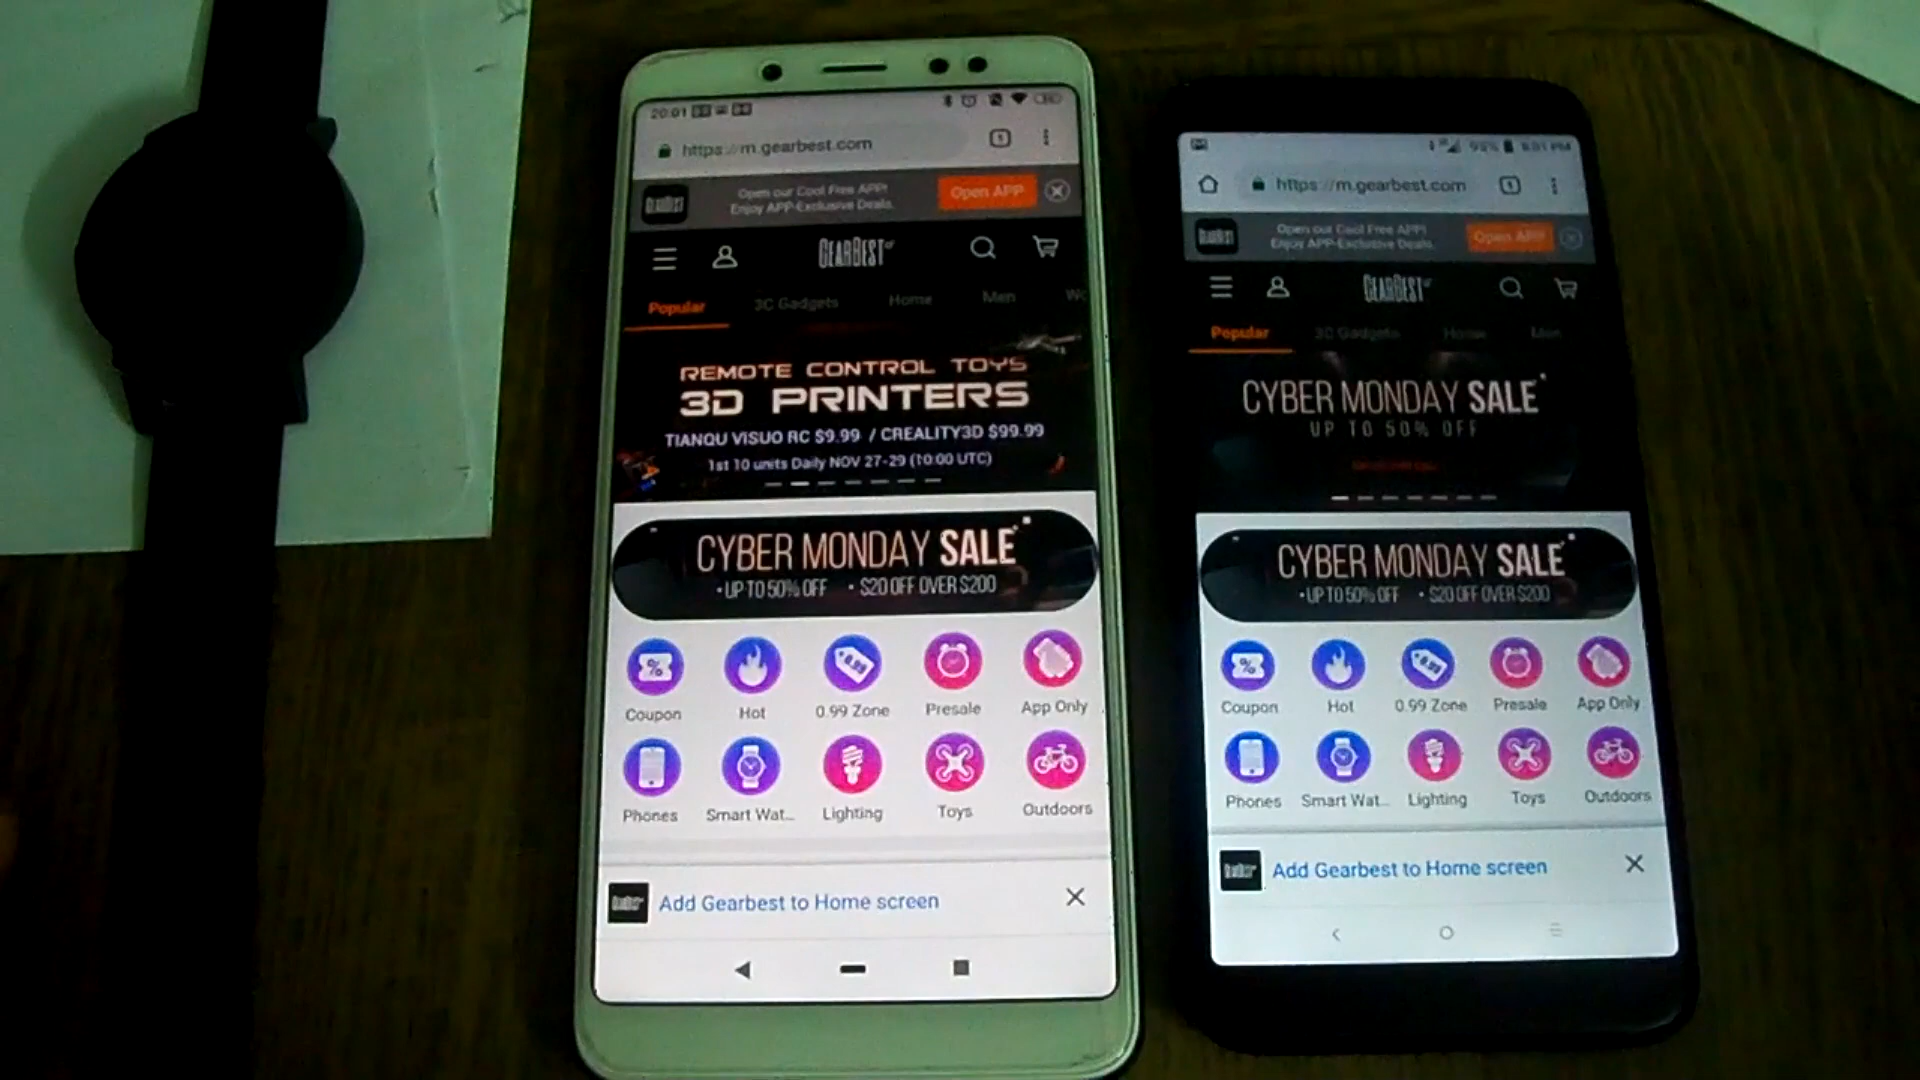 20:01
https://m.gearbest.com
1
GEARBEST
Open our Cool Free APP!
Enjoy APP-Exclusive Deals.
Open APP
GEARBEST
Popular
3C Gadgets
Home
Men
Wo
REMOTE CONTROL TOYS
3D PRINTERS
TIANQU VISUO RC $9.99 / CREALITY3D $99.99
1st 10 units Daily NOV 27-29 (10:00 UTC)
CYBER MONDAY SALE
•UP TO 50% OFF •$20 OFF OVER $200
Coupon
Hot
0.99 Zone
Presale
App Only
Phones
Smart Wat...
Lighting
Toys
Outdoors
Add Gearbest to Home screen
8:01 PM
https://m.gearbest.com
1
GEARBEST
Open our Cool Free APP!
Enjoy APP-Exclusive Deals.
Open APP
GEARBEST
Popular
3C Gadgets
Home
Men
CYBER MONDAY SALE
UP TO 50% OFF
CYBER MONDAY SALE
•UP TO 50% OFF •$20 OFF OVER $200
Coupon
Hot
0.99 Zone
Presale
App Only
Phones
Smart Wat...
Lighting
Toys
Outdoors
Add Gearbest to Home screen